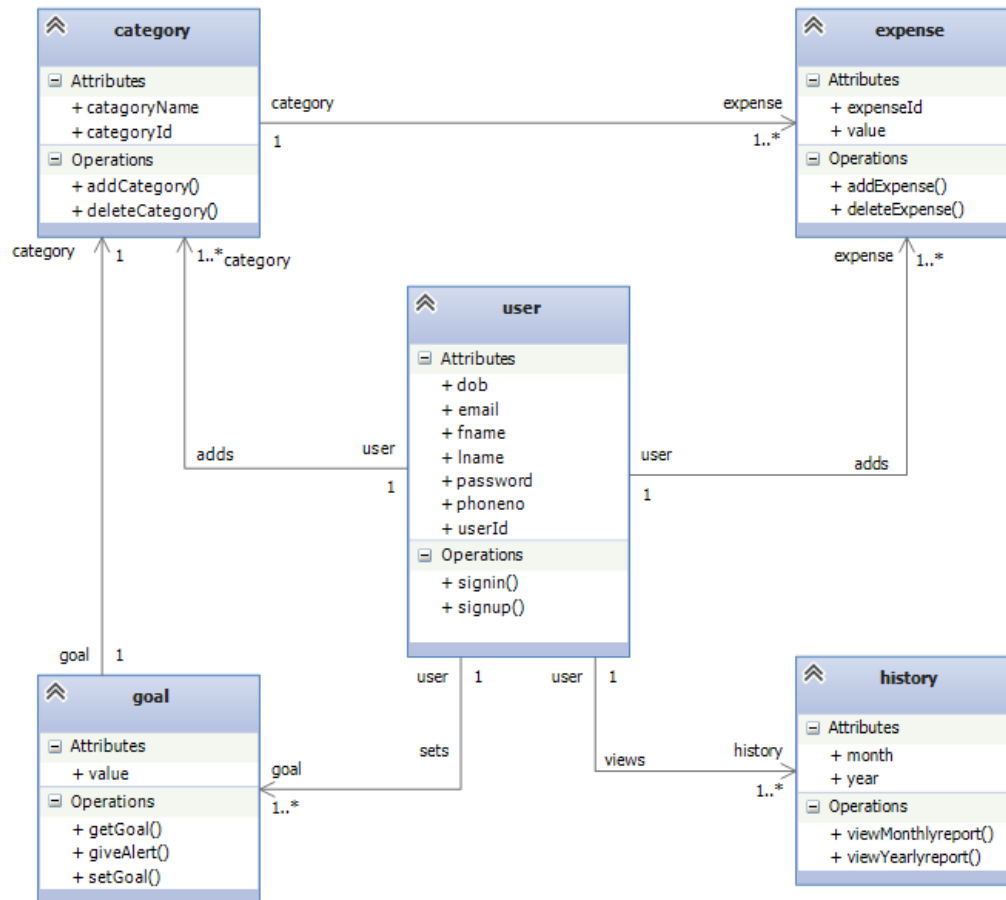 category
Attributes
+ catagoryName
+ categoryId
Operations
+ addCategory()
+ deleteCategory()
expense
Attributes
+ expenseId
+ value
Operations
+ addExpense()
+ deleteExpense()
category
expense
1
1..*
category
1
1..*
category
expense
1..*
user
Attributes
+ dob
+ email
+ fname
+ lname
+ password
+ phoneno
+ userId
Operations
+ signin()
+ signup()
adds
user
1
user
1
adds
goal
1
user
1
user
1
goal
Attributes
+ value
Operations
+ getGoal()
+ giveAlert()
+ setGoal()
sets
goal
1..*
views
history
1..*
history
Attributes
+ month
+ year
Operations
+ viewMonthlyreport()
+ viewYearlyreport()